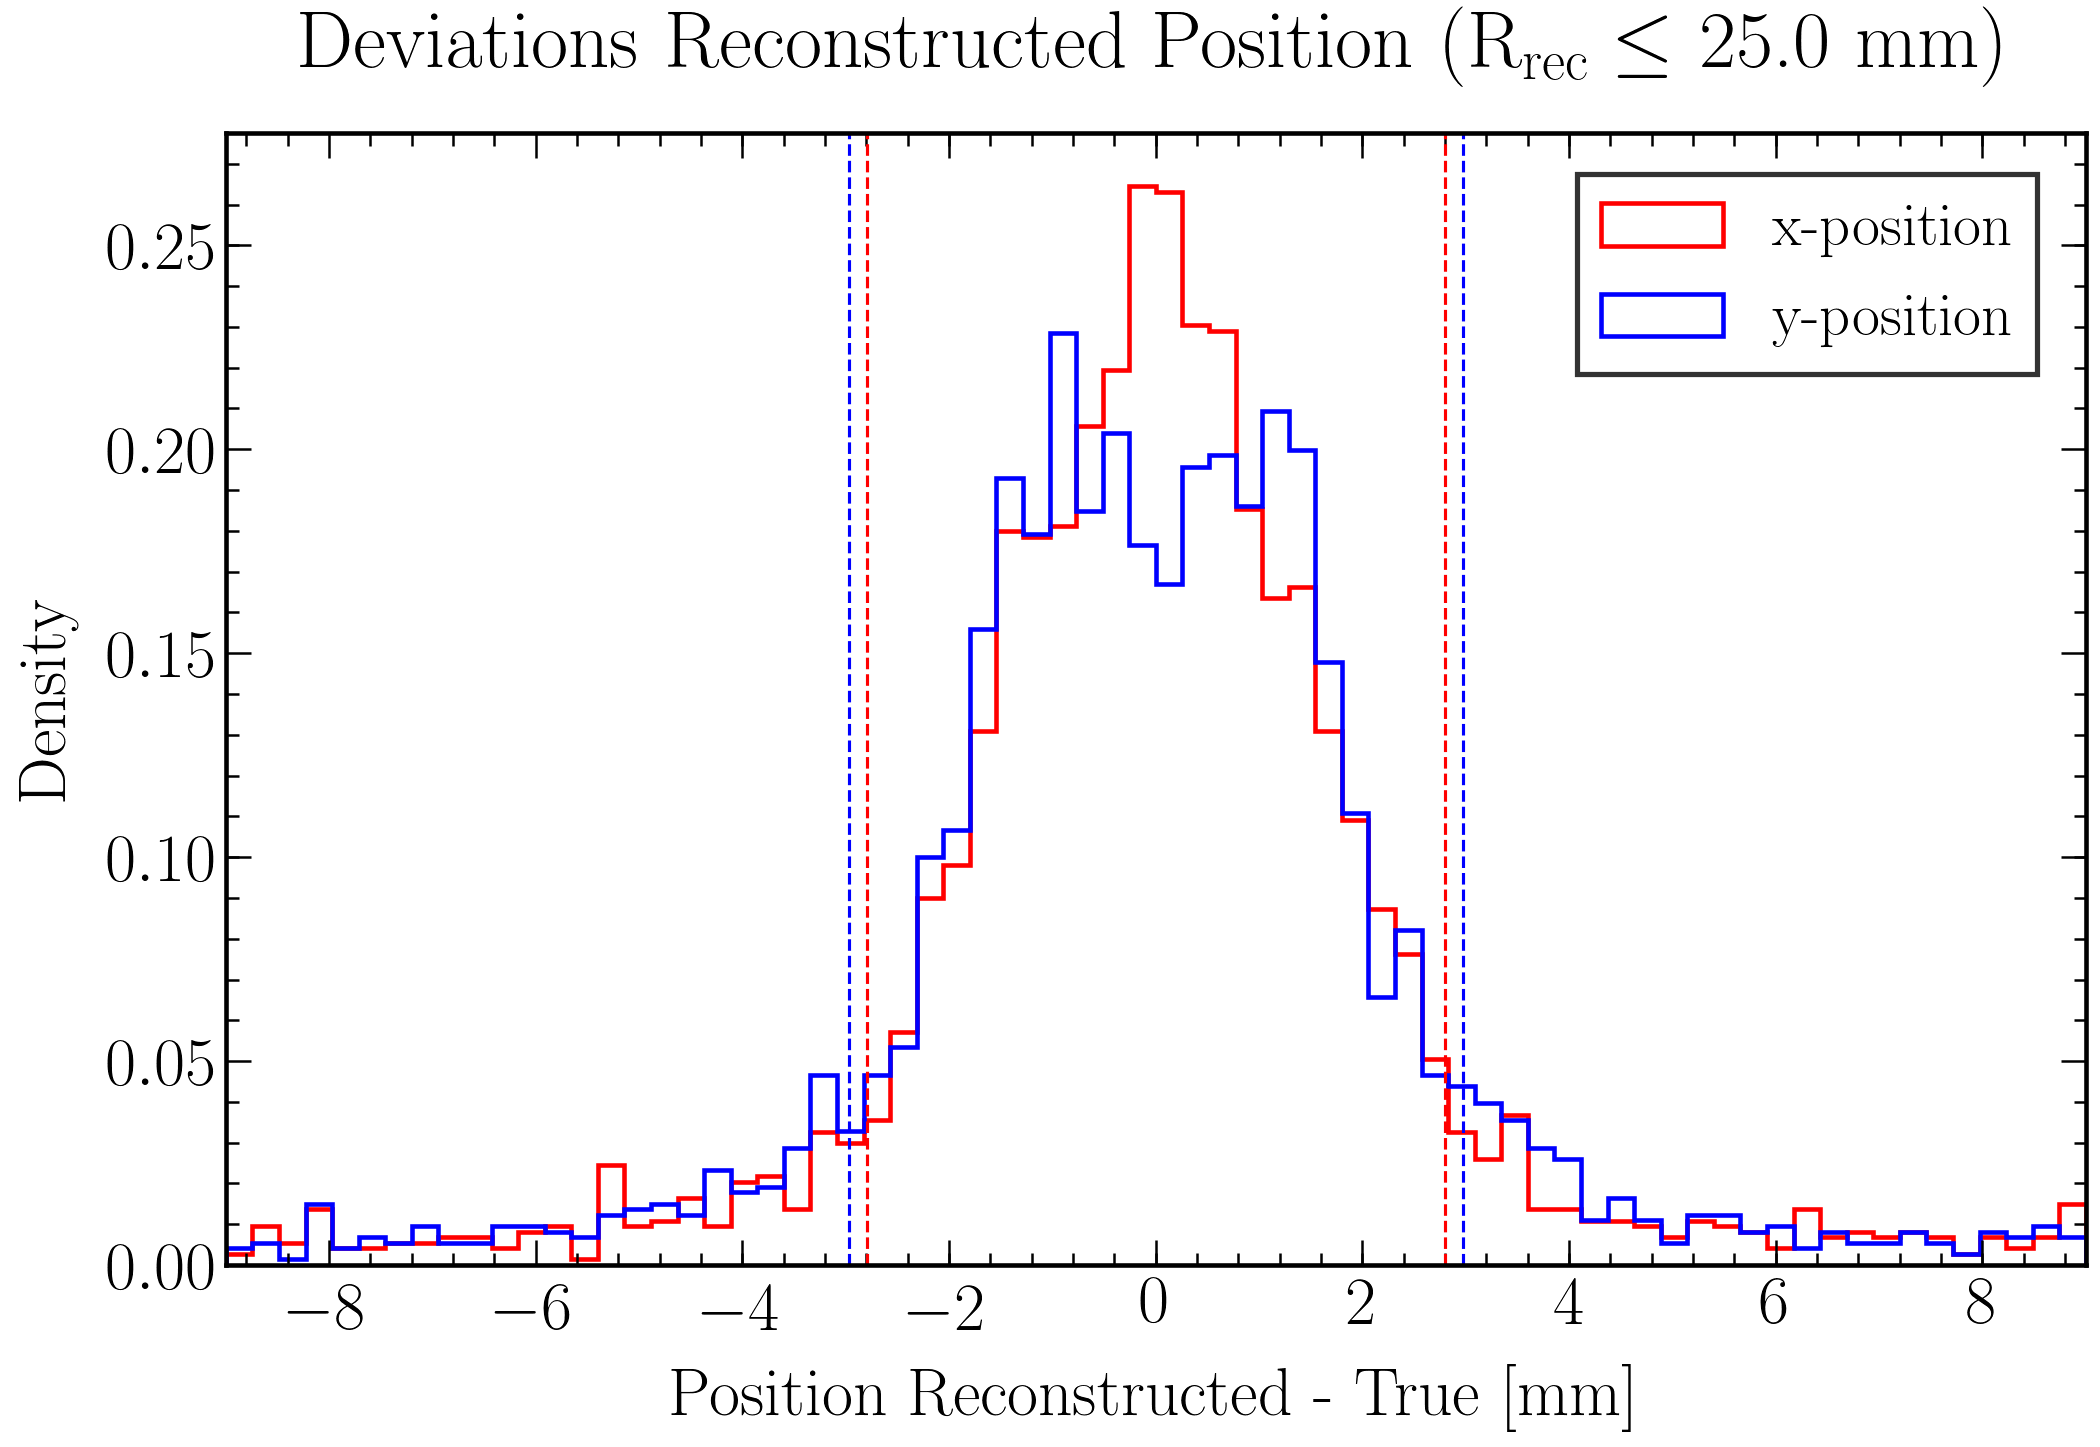 Deviations Reconstructed Position (R_rec ≤ 25.0 mm)
x-position
y-position
0.25
0.20
0.15
0.10
0.05
0.00
Density
−8 −6 −4 −2 0 2 4 6 8
Position Reconstructed - True [mm]